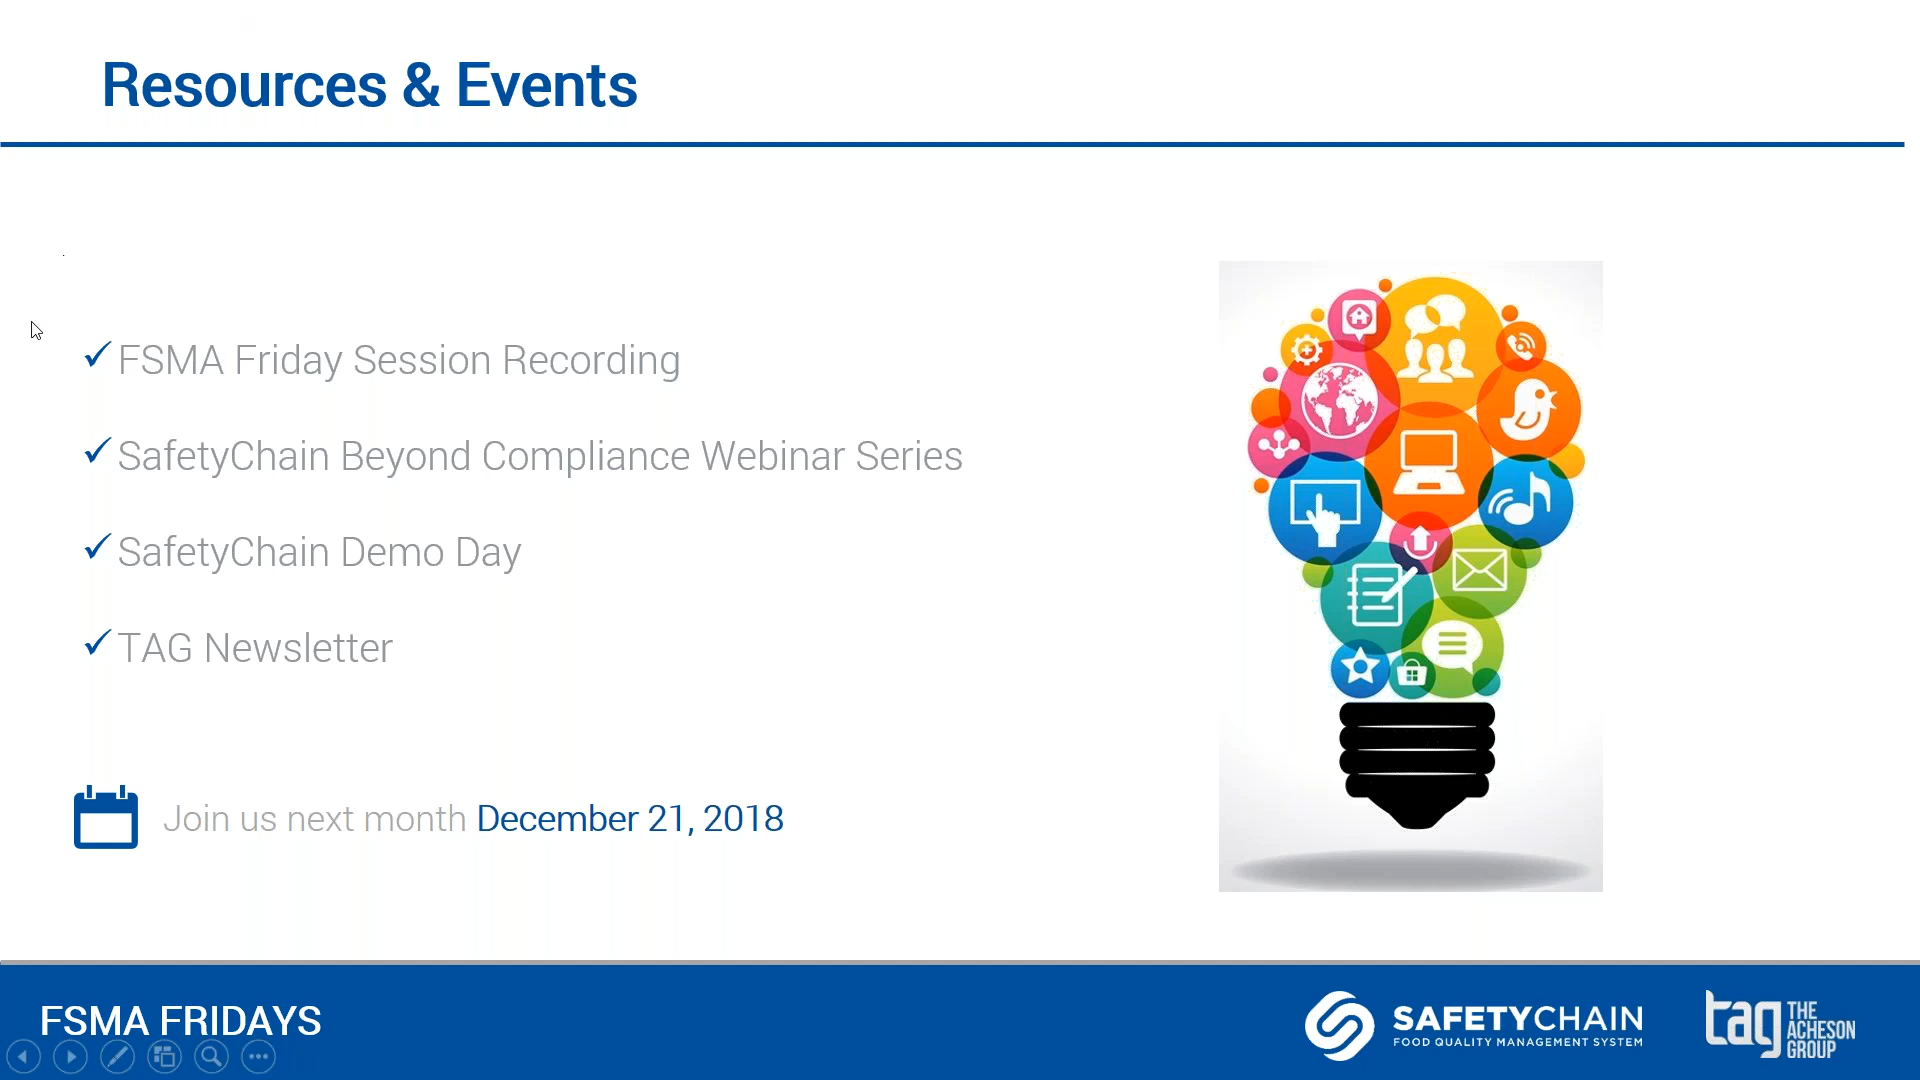 Resources & Events
FSMA Friday Session Recording
SafetyChain Beyond Compliance Webinar Series
SafetyChain Demo Day
TAG Newsletter
Join us next month December 21, 2018
FSMA FRIDAYS
SAFETYCHAIN
FOOD QUALITY MANAGEMENT SYSTEM
tag THE
ACHESON
GROUP